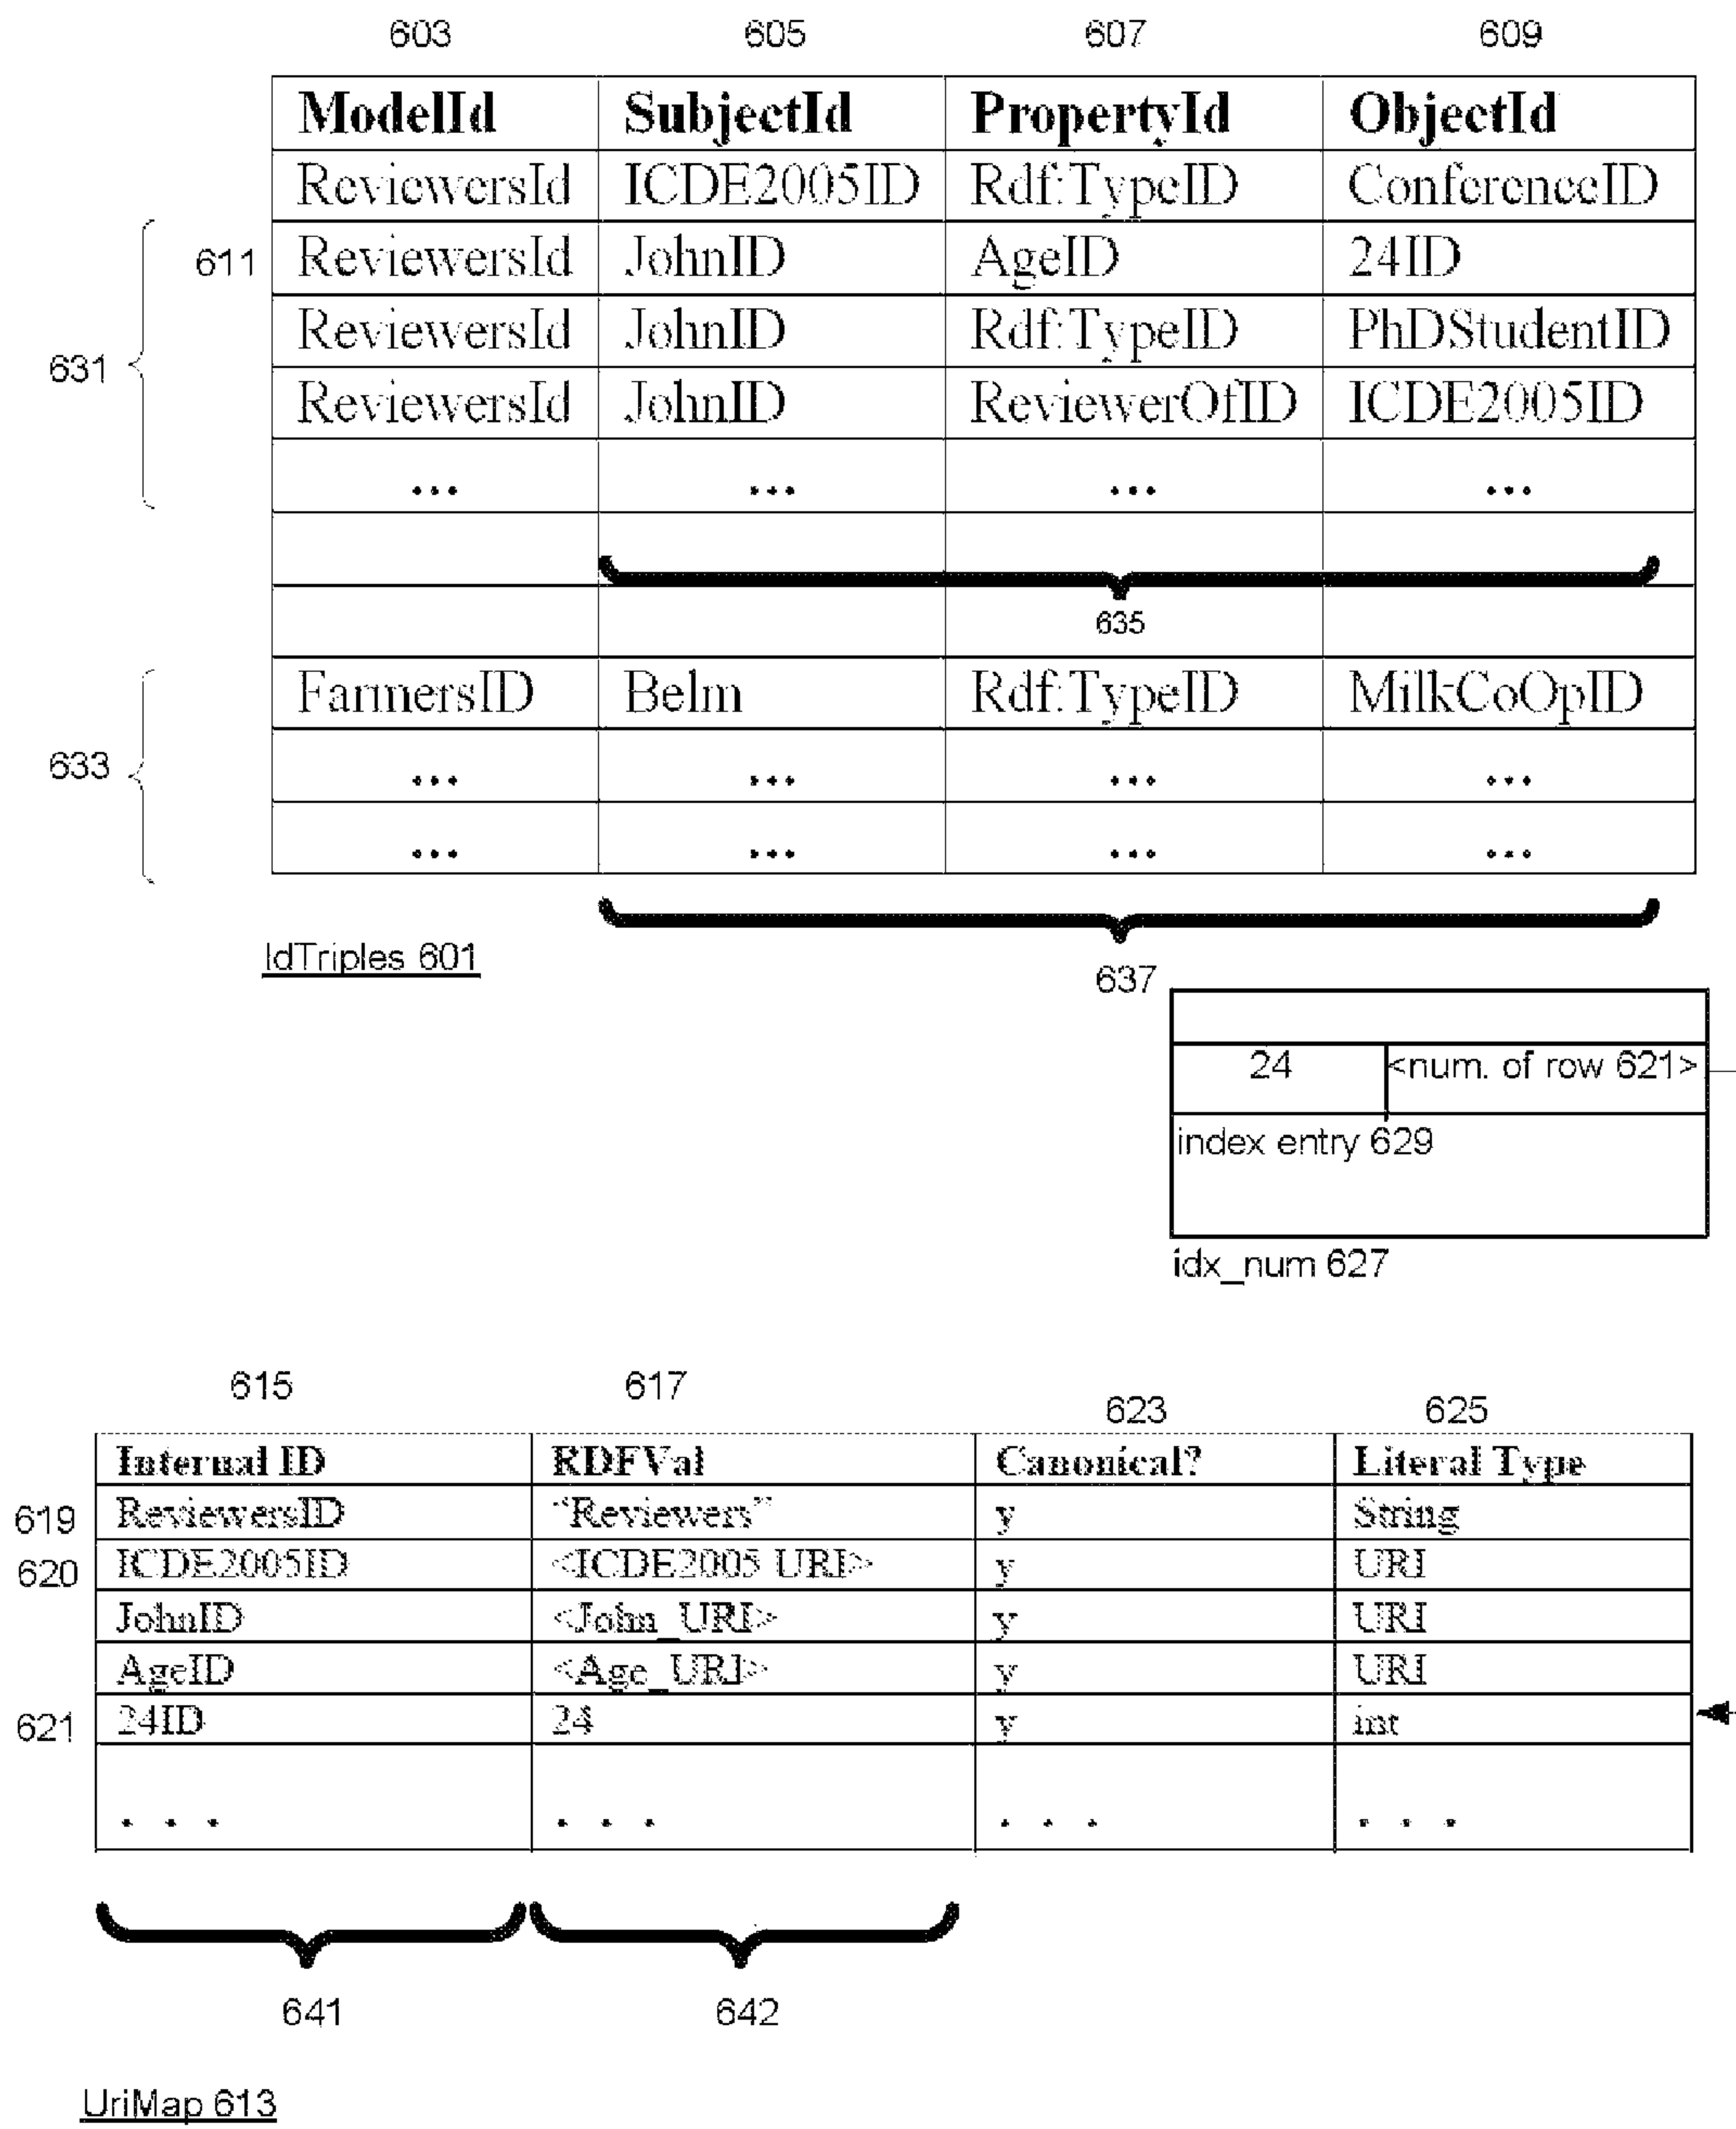 603 605 607 609
ModelId SubjectId PropertyId ObjectId
ReviewersId ICDE2005ID Rdf:TypeID ConferenceID
611 ReviewersId JohnID AgeID 24ID
ReviewersId JohnID Rdf:TypeID PhDStudentID
631
ReviewersId JohnID ReviewerOfID ICDE2005ID
... ... ... ...
635
FarmersID Belm Rdf:TypeID MilkCoOpID
633 ... ... ... ...
... ... ... ...
IdTriples 601
637
24 <num. of row 621>
index entry 629
idx_num 627
615 617 623 625
Internal ID RDFVal Canonical? Literal Type
619 ReviewersID “Reviewers” y String
620 ICDE2005ID <ICDE2005 URI> y URI
JohnID <John_URI> y URI
AgeID <Age_URI> y URI
621 24ID 24 y int
. . . . . . . . . . . .
641 642
UriMap 613